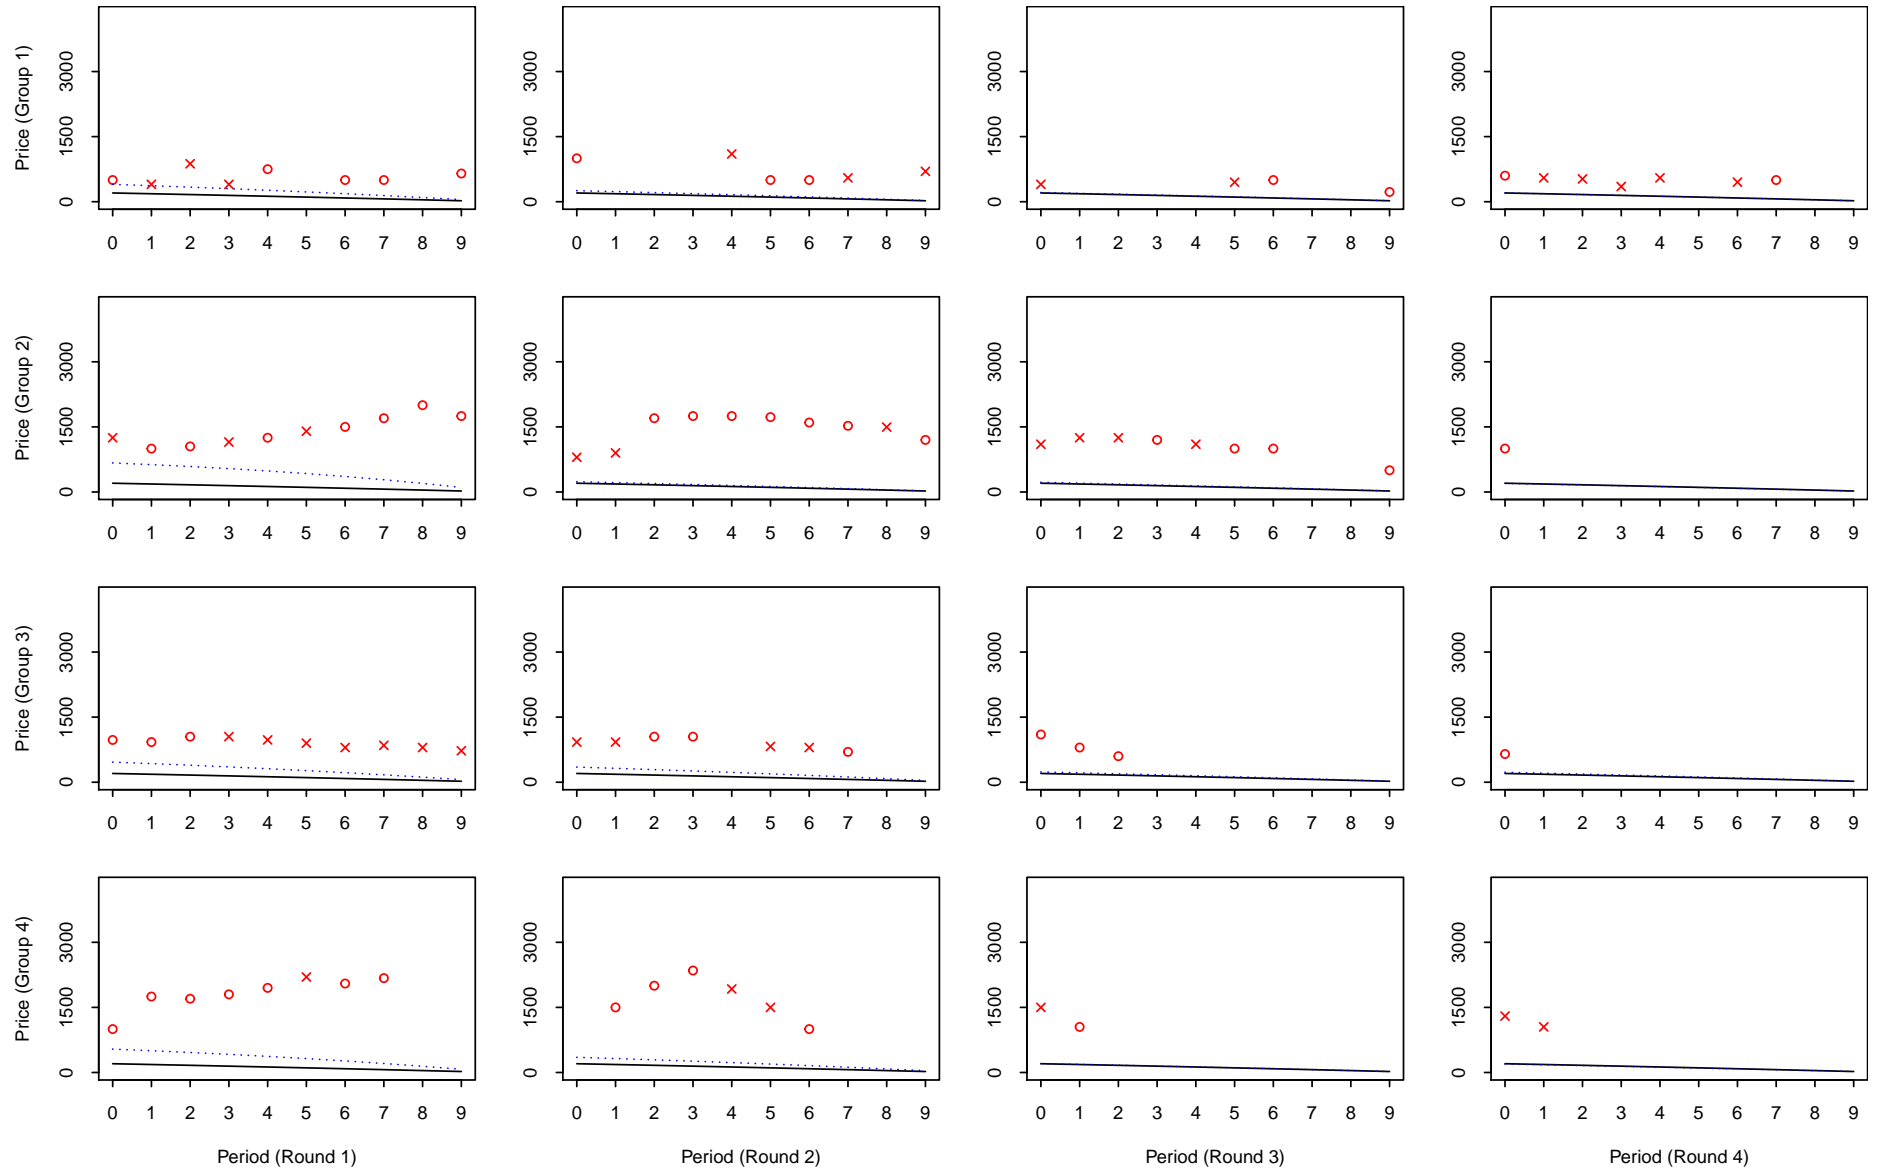 Price (Group 1)
0 1500 3000
0 1 2 3 4 5 6 7 8 9
0 1500 3000
0 1 2 3 4 5 6 7 8 9
0 1500 3000
0 1 2 3 4 5 6 7 8 9
0 1500 3000
0 1 2 3 4 5 6 7 8 9
Price (Group 2)
0 1500 3000
0 1 2 3 4 5 6 7 8 9
0 1500 3000
0 1 2 3 4 5 6 7 8 9
0 1500 3000
0 1 2 3 4 5 6 7 8 9
0 1500 3000
0 1 2 3 4 5 6 7 8 9
Price (Group 3)
0 1500 3000
0 1 2 3 4 5 6 7 8 9
0 1500 3000
0 1 2 3 4 5 6 7 8 9
0 1500 3000
0 1 2 3 4 5 6 7 8 9
0 1500 3000
0 1 2 3 4 5 6 7 8 9
Price (Group 4)
0 1500 3000
0 1 2 3 4 5 6 7 8 9
Period (Round 1)
0 1500 3000
0 1 2 3 4 5 6 7 8 9
Period (Round 2)
0 1500 3000
0 1 2 3 4 5 6 7 8 9
Period (Round 3)
0 1500 3000
0 1 2 3 4 5 6 7 8 9
Period (Round 4)